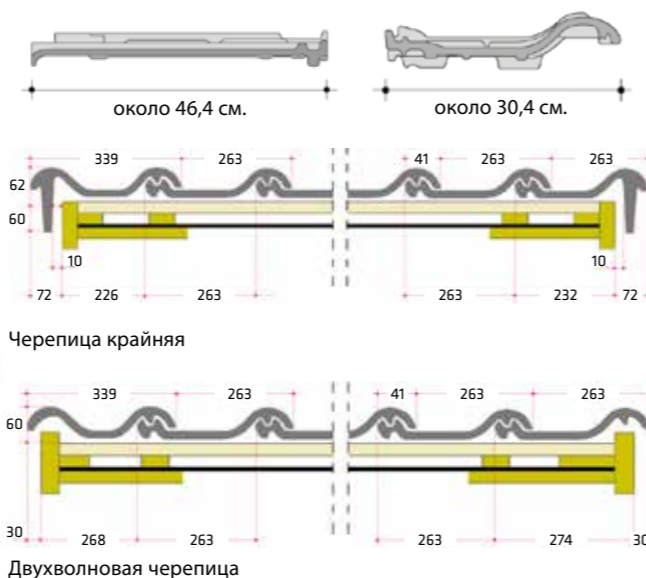 около 46,4 см.
около 30,4 см.
339 263 41 263 263
62
60
10 10
72 226 263 263 232 72
Черепица крайняя
339 263 41 263 263
60
30 268 263 263 274 30
Двухволновая черепица